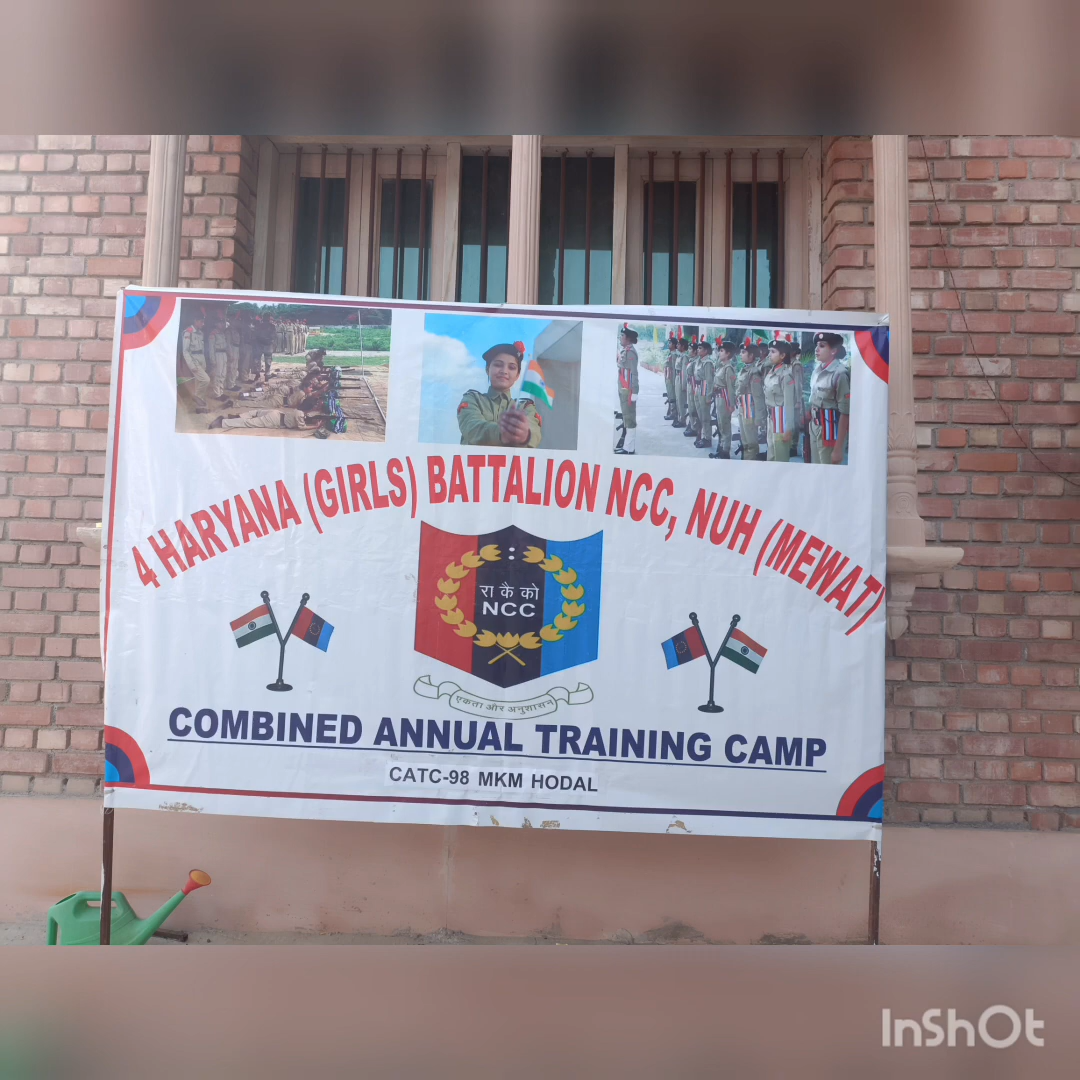 4 HARYANA (GIRLS) BATTALION NCC, NUH (MEWAT)
रा कै को
NCC
एकता और अनुशासन
COMBINED ANNUAL TRAINING CAMP
CATC-98 MKM HODAL
InShOt